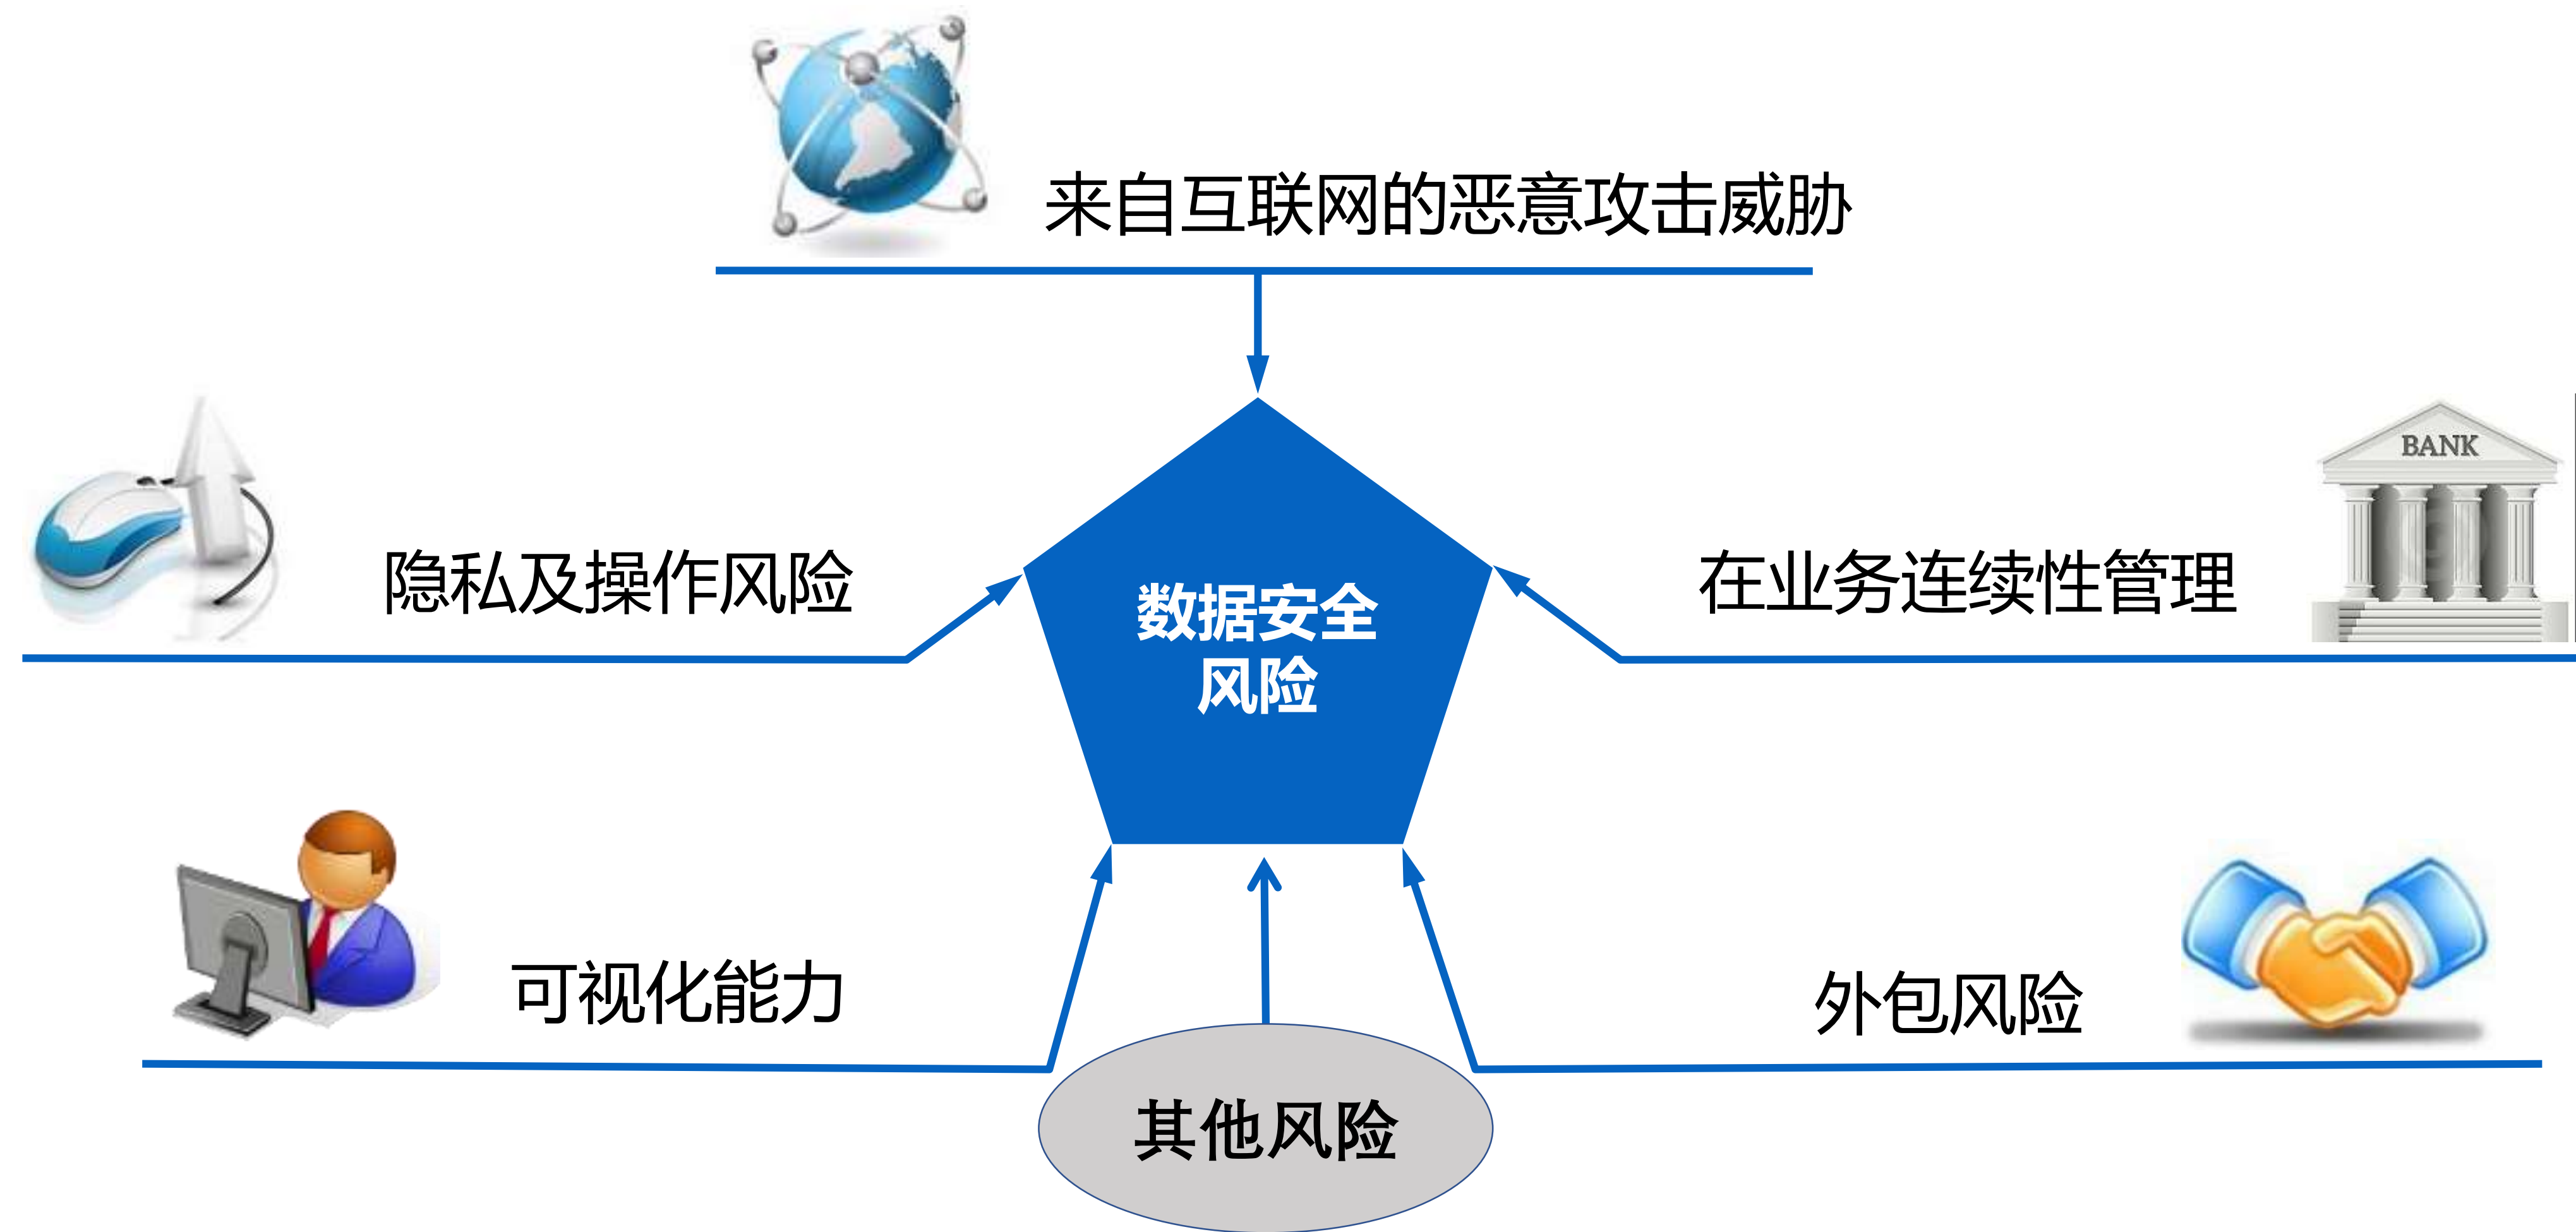 来自互联网的恶意攻击威胁
BANK
隐私及操作风险
在业务连续性管理
数据安全
风险
可视化能力
外包风险
其他风险